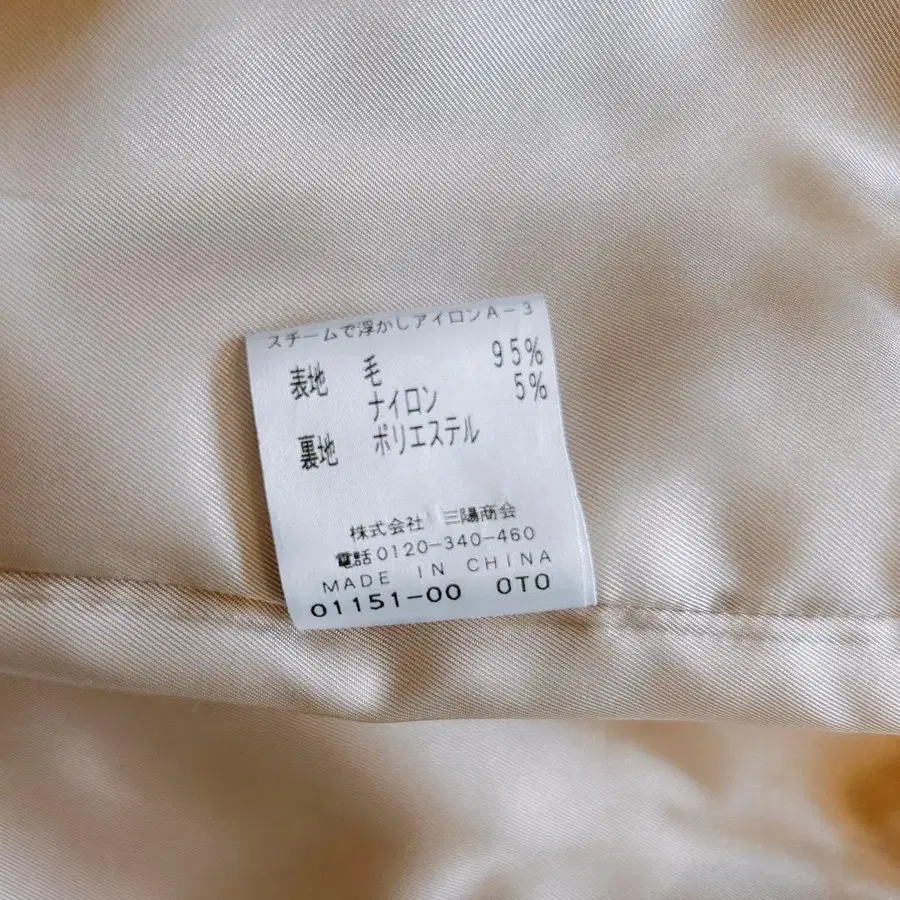 スチームで浮かしアイロンA-3
表地 毛 95%
ナイロン 5%
裏地 ポリエステル
株式会社 三陽商会
電話0120-340-460
MADE IN CHINA
01151-00 0T0